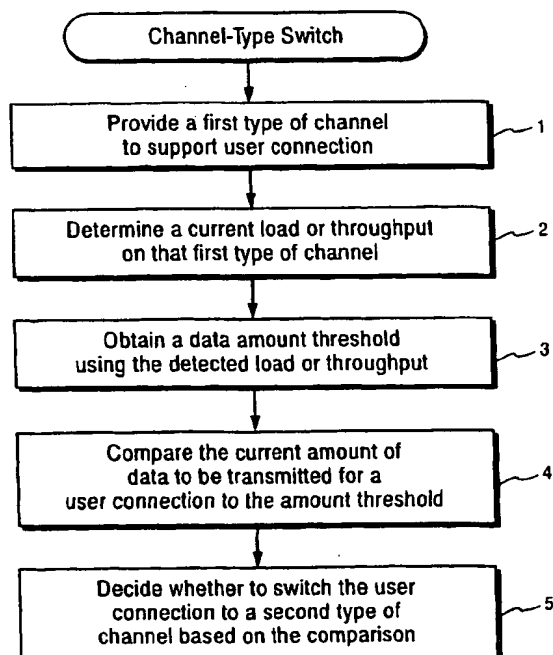 Channel-Type Switch
Provide a first type of channel
to support user connection
1
Determine a current load or throughput
on that first type of channel
2
Obtain a data amount threshold
using the detected load or throughput
3
Compare the current amount of
data to be transmitted for a
user connection to the amount threshold
4
Decide whether to switch the user
connection to a second type of
channel based on the comparison
5